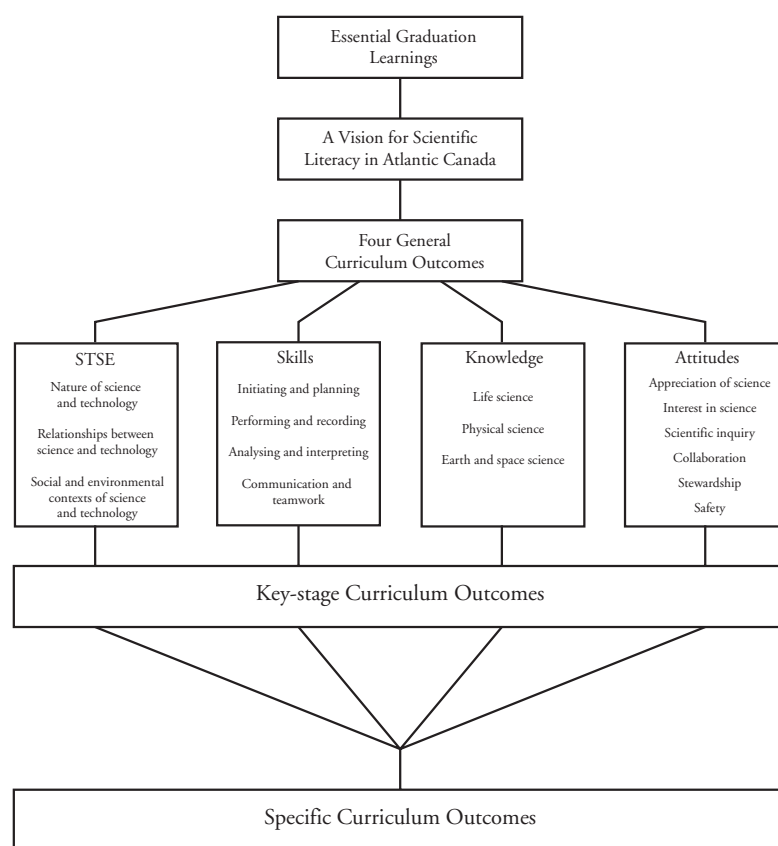 Essential Graduation
Learnings
A Vision for Scientific
Literacy in Atlantic Canada
Four General
Curriculum Outcomes
STSE
Nature of science
and technology
Relationships between
science and technology
Social and environmental
contexts of science
and technology
Skills
Initiating and planning
Performing and recording
Analysing and interpreting
Communication and
teamwork
Knowledge
Life science
Physical science
Earth and space science
Attitudes
Appreciation of science
Interest in science
Scientific inquiry
Collaboration
Stewardship
Safety
Key-stage Curriculum Outcomes
Specific Curriculum Outcomes